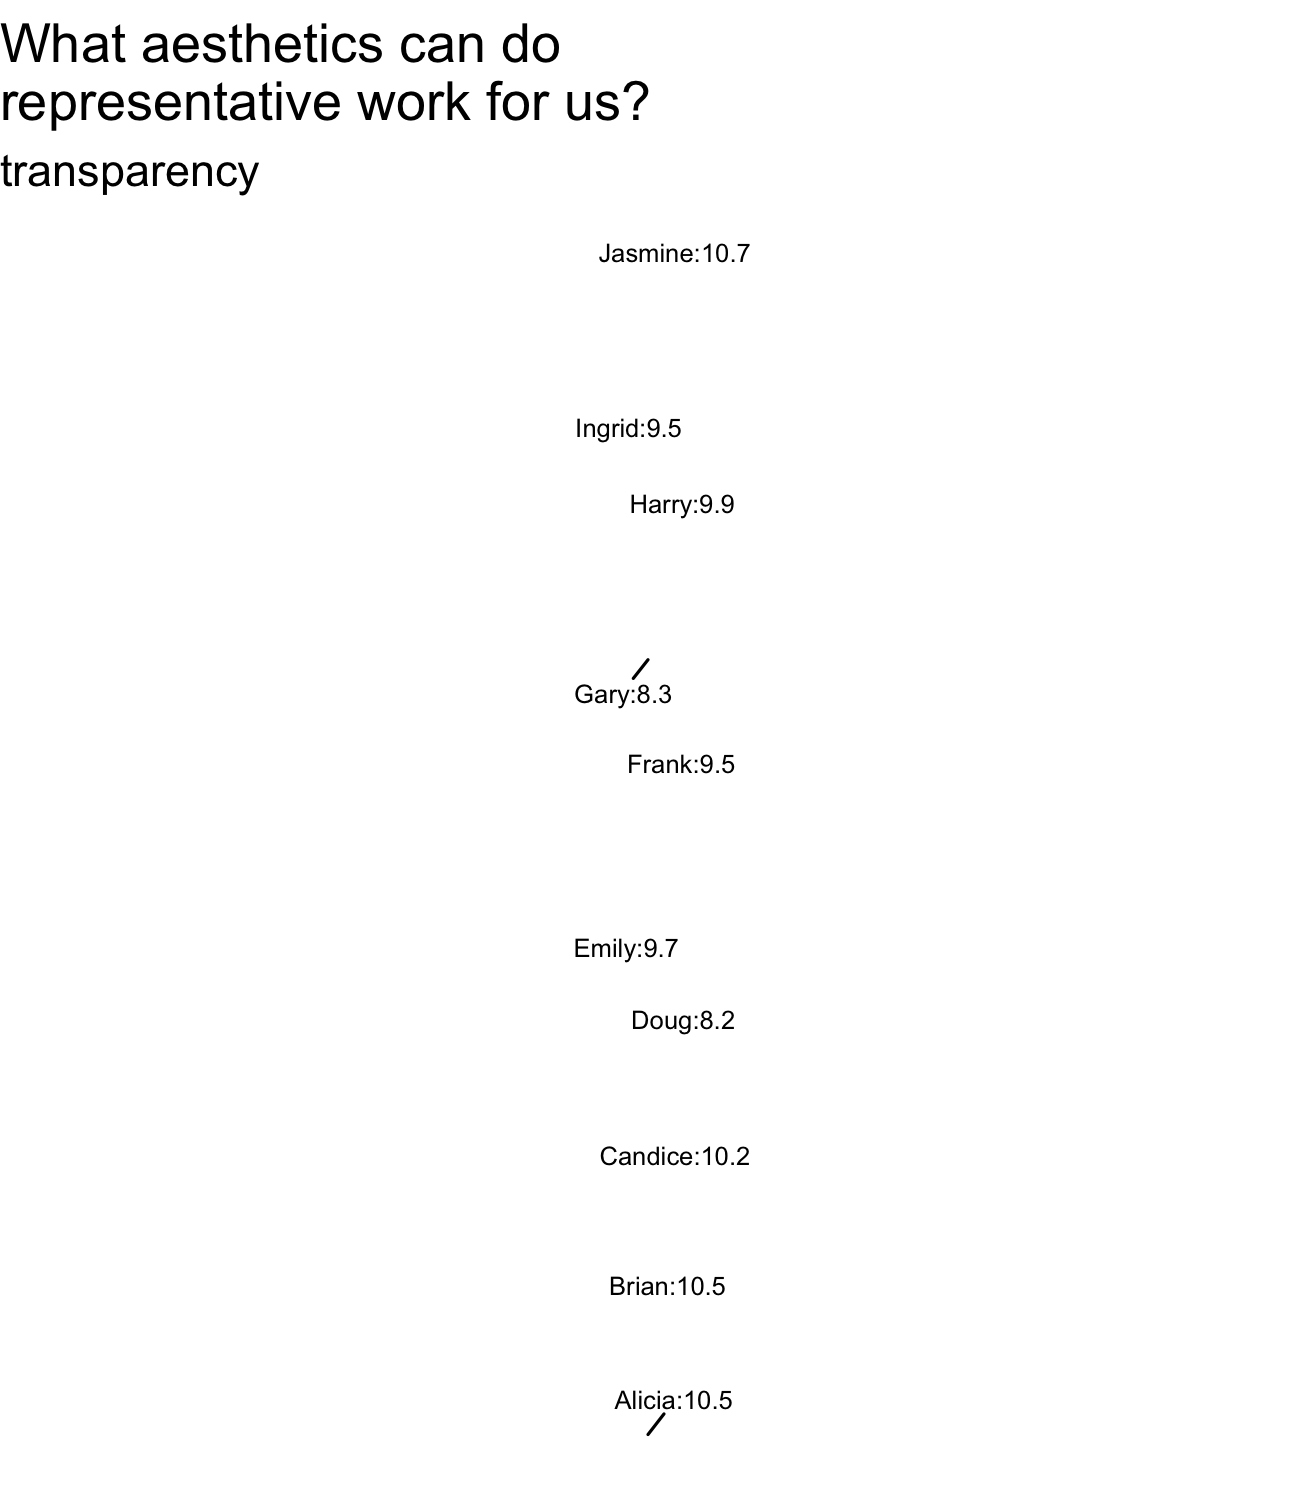 What aesthetics can do
representative work for us?
transparency
Jasmine:10.7
Ingrid:9.5
Harry:9.9
Gary:8.3
Frank:9.5
Emily:9.7
Doug:8.2
Candice:10.2
Brian:10.5
Alicia:10.5